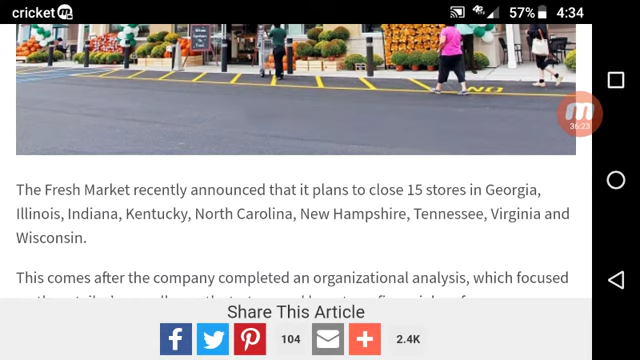 cricket 4G 57% 4:34
NO
36:23
The Fresh Market recently announced that it plans to close 15 stores in Georgia,
Illinois, Indiana, Kentucky, North Carolina, New Hampshire, Tennessee, Virginia and
Wisconsin.
This comes after the company completed an organizational analysis, which focused
Share This Article
104
2.4K